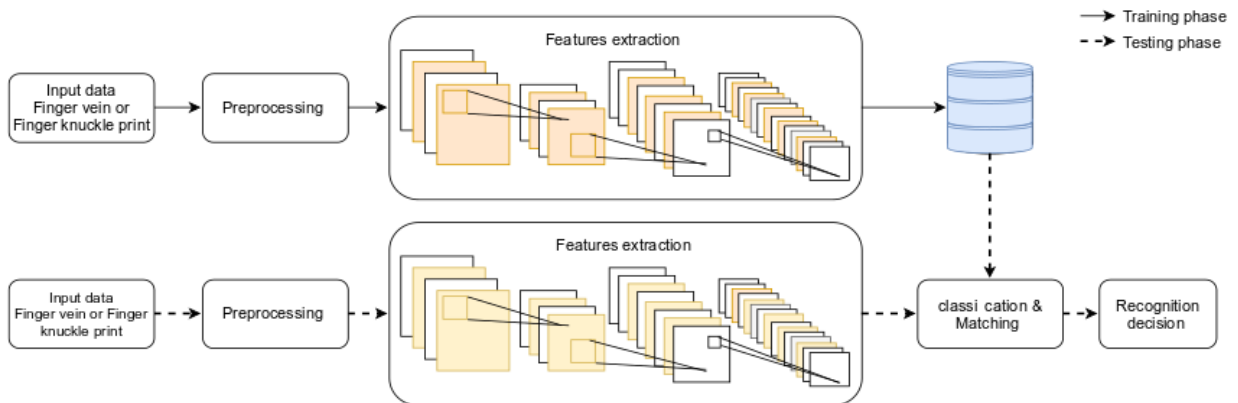 Features extraction
Training phase
Testing phase
Input data
Finger vein or
Finger knuckle print
Preprocessing
Features extraction
Input data
Finger vein or Finger
knuckle print
Preprocessing
classi cation &
Matching
Recognition
decision